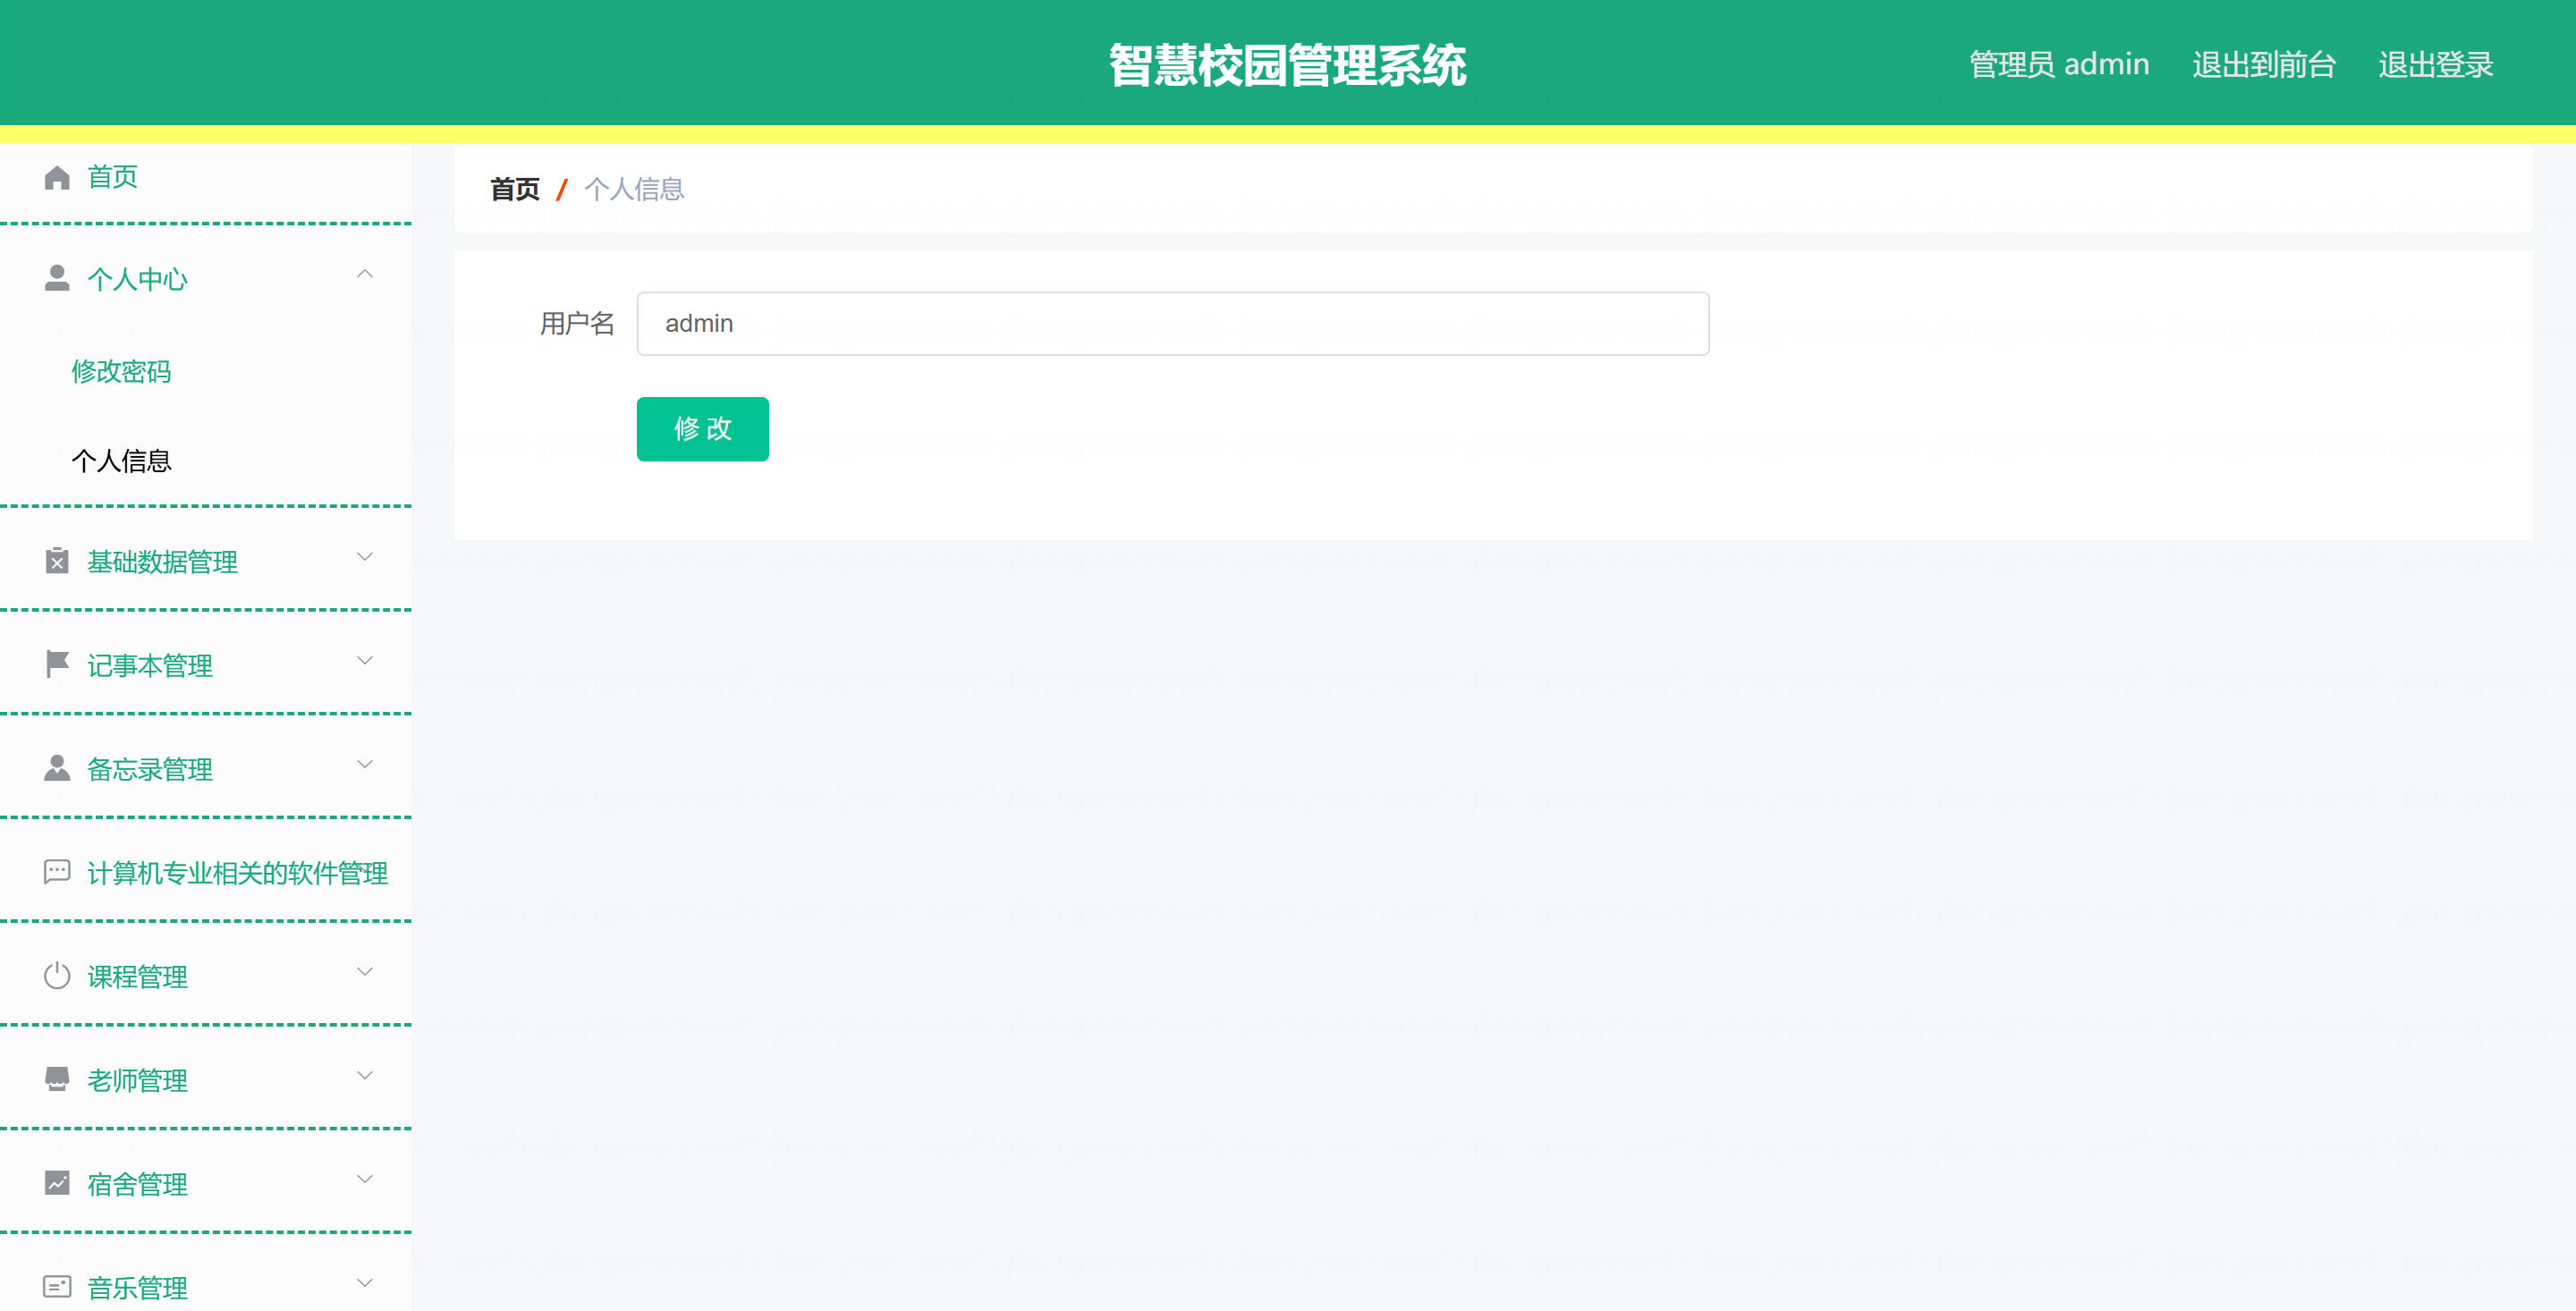 智慧校园管理系统
管理员 admin 退出到前台 退出登录
首页
个人中心
修改密码
个人信息
基础数据管理
记事本管理
备忘录管理
计算机专业相关的软件管理
课程管理
老师管理
宿舍管理
音乐管理
首页 / 个人信息
用户名 admin
修 改